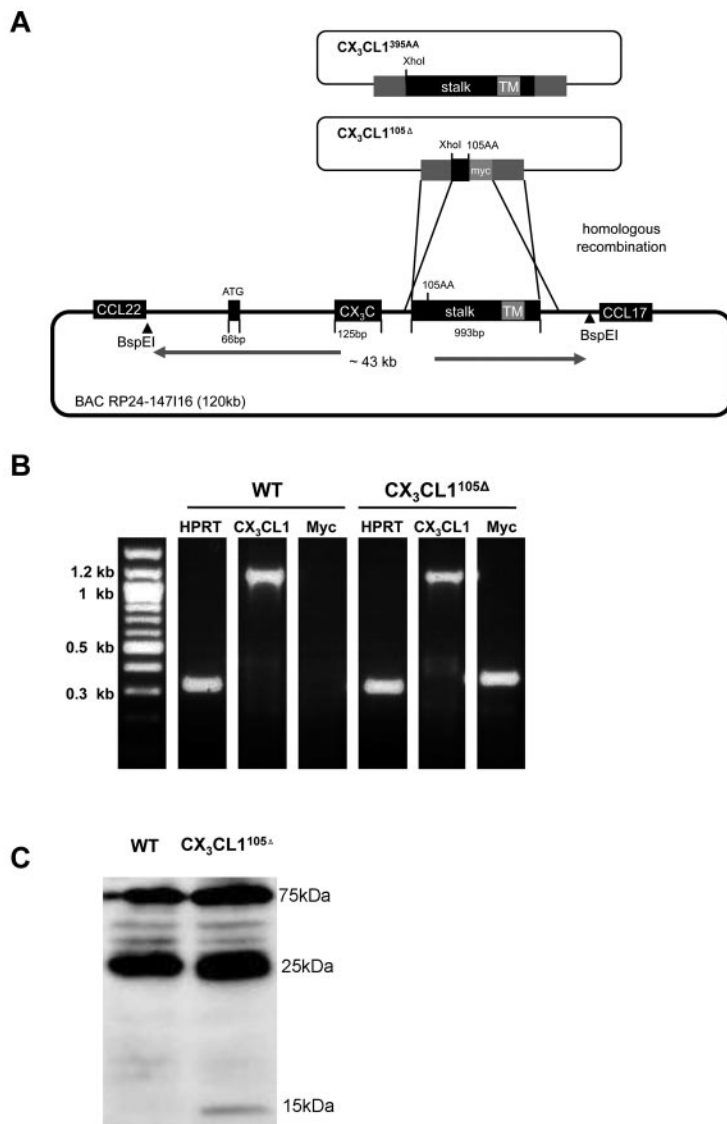 A
CX₃CL1³⁹⁵ᴬᴬ
XhoI
stalk TM
CX₃CL1¹⁰⁵Δ
XhoI 105AA
myc
homologous
recombination
105AA
ATG
CCL22 CX₃C stalk TM CCL17
BspEI 66bp 125bp 993bp BspEI
~ 43 kb
BAC RP24-147I16 (120kb)
B
WT CX₃CL1¹⁰⁵Δ
HPRT CX₃CL1 Myc HPRT CX₃CL1 Myc
1.2 kb
1 kb
0.5 kb
0.3 kb
C
WT CX₃CL1¹⁰⁵Δ
75kDa
25kDa
15kDa